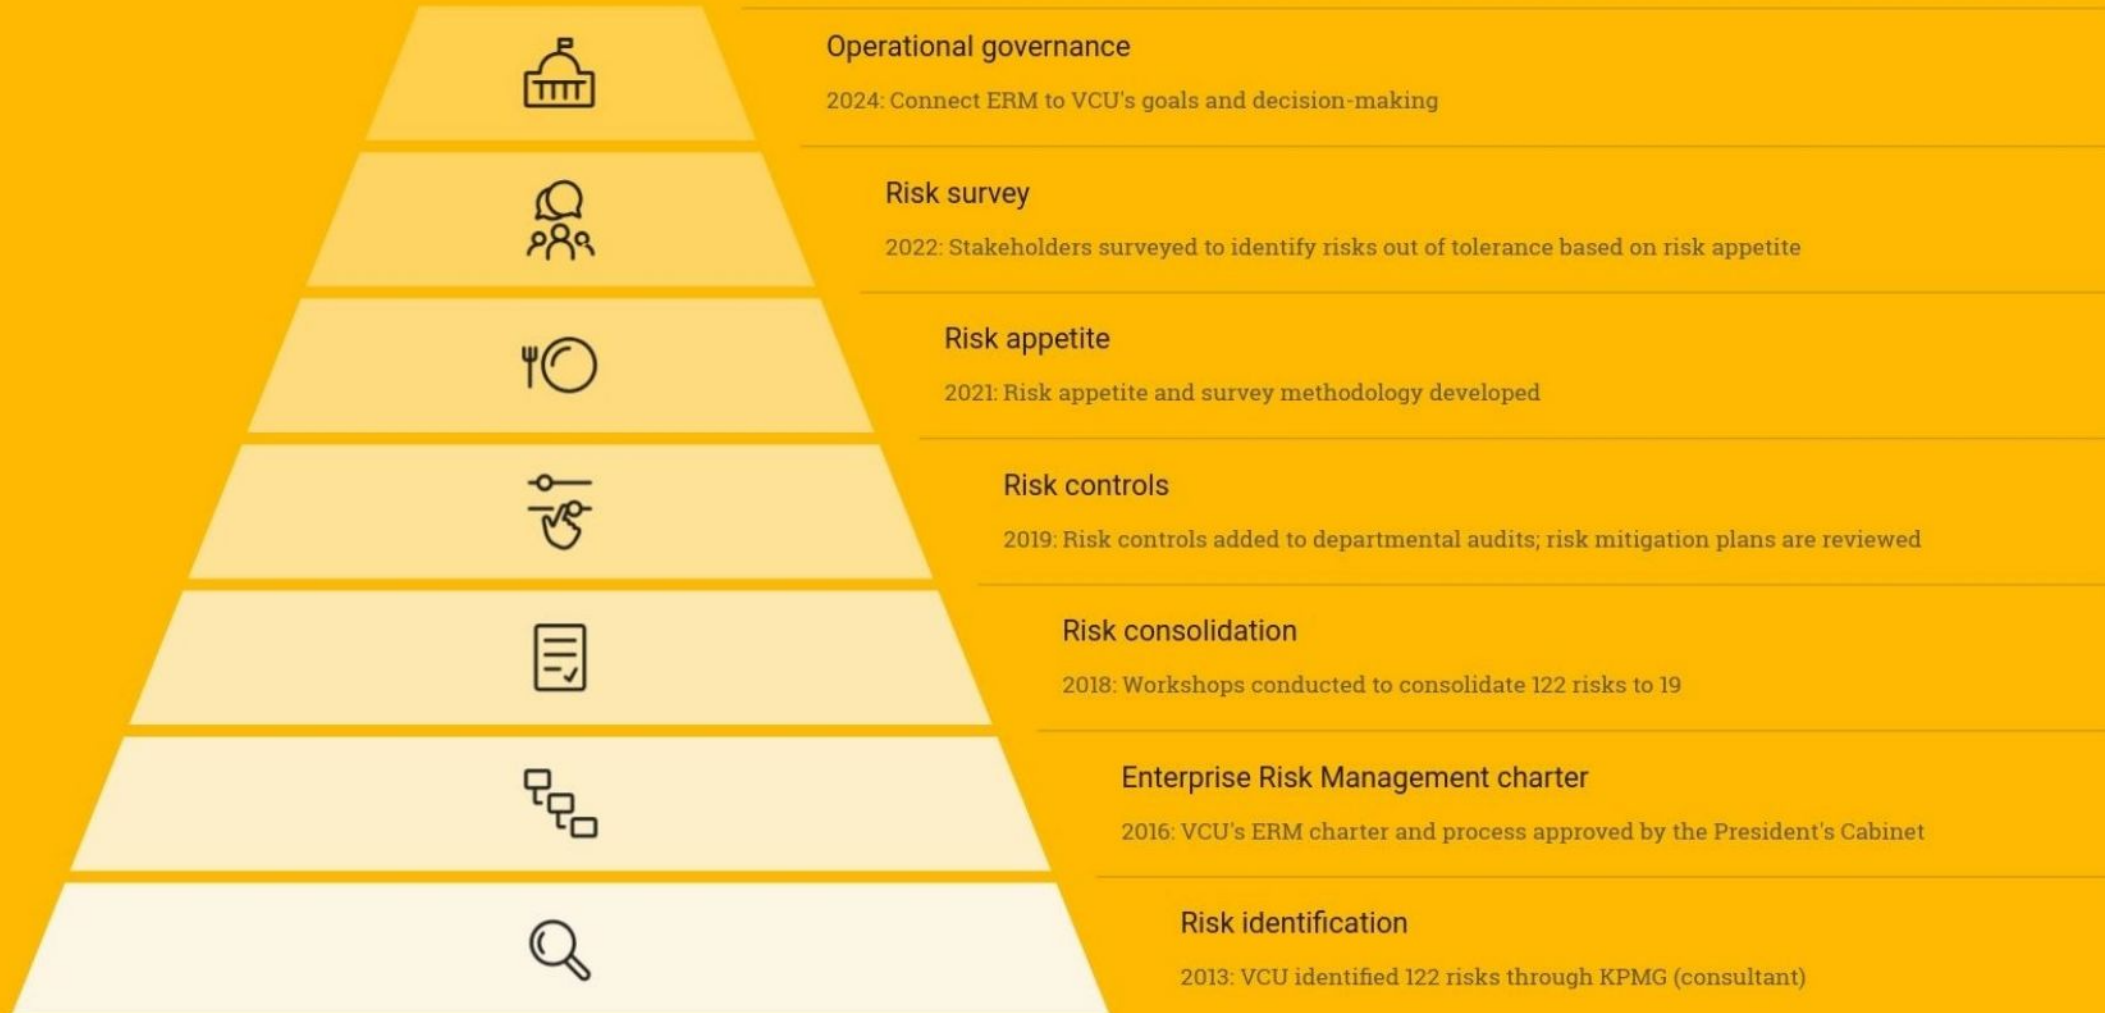 Operational governance
2024: Connect ERM to VCU's goals and decision-making
Risk survey
2022: Stakeholders surveyed to identify risks out of tolerance based on risk appetite
Risk appetite
2021: Risk appetite and survey methodology developed
Risk controls
2019: Risk controls added to departmental audits; risk mitigation plans are reviewed
Risk consolidation
2018: Workshops conducted to consolidate 122 risks to 19
Enterprise Risk Management charter
2016: VCU's ERM charter and process approved by the President's Cabinet
Risk identification
2013: VCU identified 122 risks through KPMG (consultant)